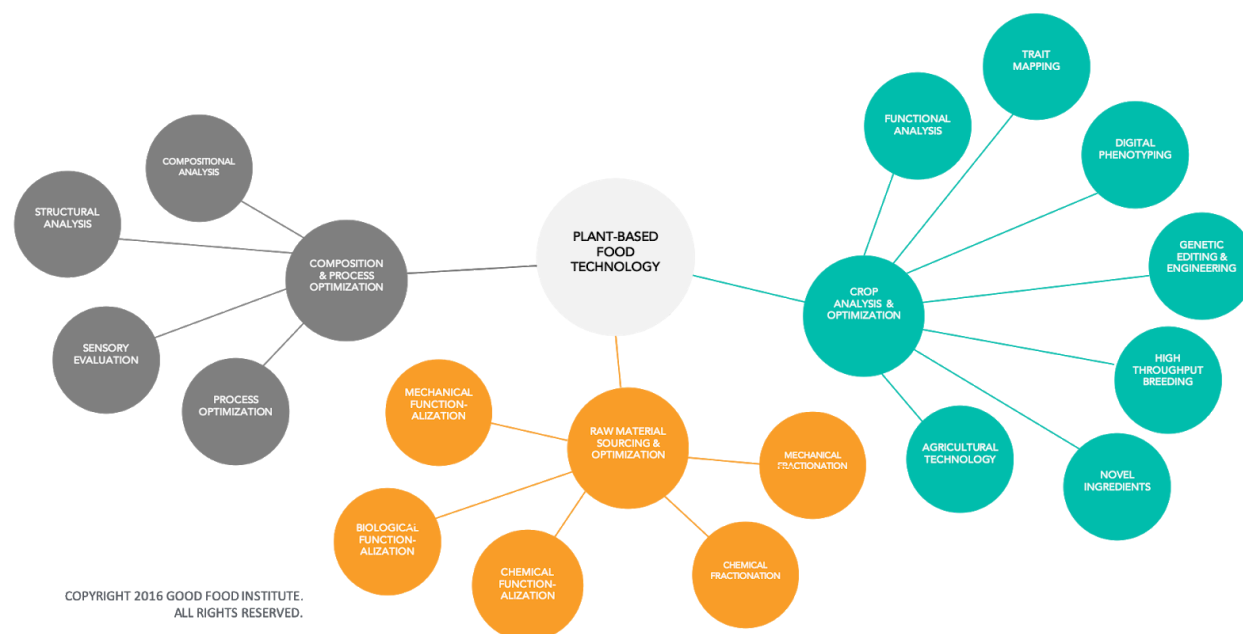 TRAIT
MAPPING
FUNCTIONAL
ANALYSIS
DIGITAL
PHENOTYPING
COMPOSITIONAL
ANALYSIS
STRUCTURAL
ANALYSIS
PLANT-BASED
FOOD
TECHNOLOGY
GENETIC
EDITING &
ENGINEERING
COMPOSITION
& PROCESS
OPTIMIZATION
CROP
ANALYSIS &
OPTIMIZATION
SENSORY
EVALUATION
HIGH
THROUGHPUT
BREEDING
PROCESS
OPTIMIZATION
MECHANICAL
FUNCTION-
ALIZATION
RAW MATERIAL
SOURCING &
OPTIMIZATION
MECHANICAL
FRACTIONATION
AGRICULTURAL
TECHNOLOGY
NOVEL
INGREDIENTS
BIOLOGICAL
FUNCTION-
ALIZATION
CHEMICAL
FUNCTION-
ALIZATION
CHEMICAL
FRACTIONATION
COPYRIGHT 2016 GOOD FOOD INSTITUTE.
ALL RIGHTS RESERVED.